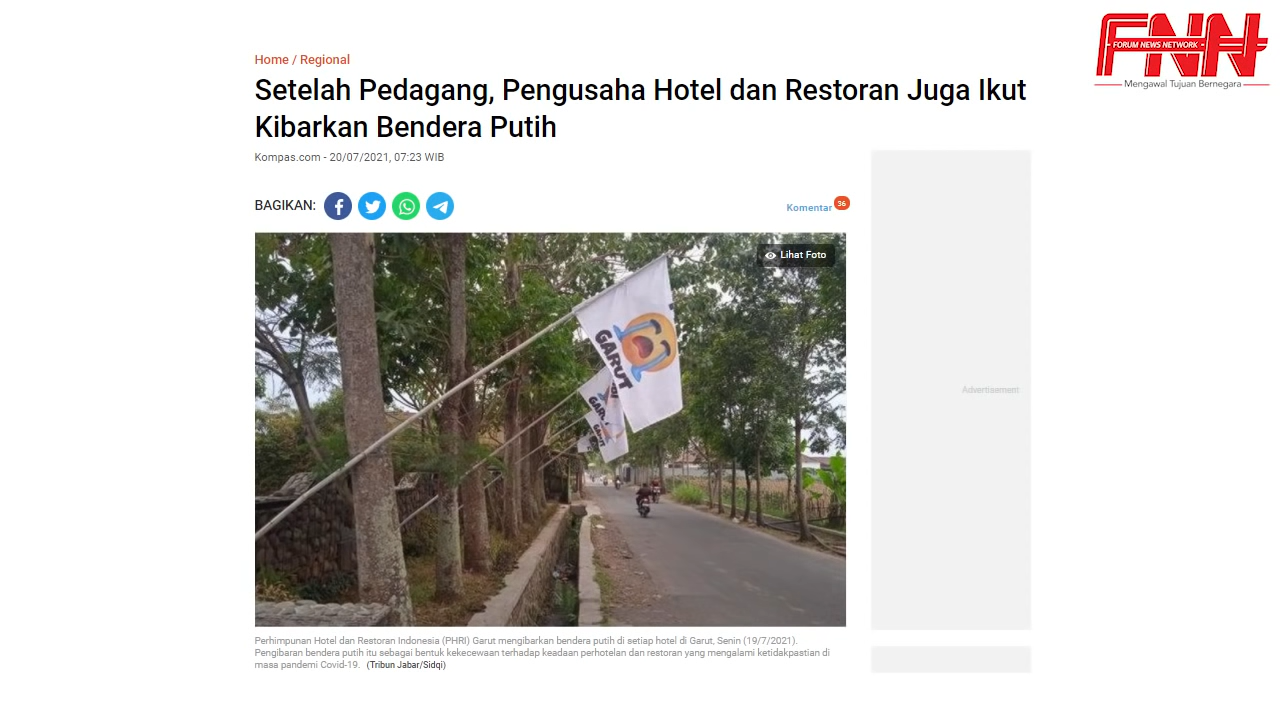 FNN
FORUM NEWS NETWORK
Mengawal Tujuan Bernegara
Home / Regional
Setelah Pedagang, Pengusaha Hotel dan Restoran Juga Ikut
Kibarkan Bendera Putih
Kompas.com - 20/07/2021, 07:23 WIB
BAGIKAN:
Komentar 36
Lihat Foto
GARUT
GARUT
Advertisement
Perhimpunan Hotel dan Restoran Indonesia (PHRI) Garut mengibarkan bendera putih di setiap hotel di Garut, Senin (19/7/2021).
Pengibaran bendera putih itu sebagai bentuk kekecewaan terhadap keadaan perhotelan dan restoran yang mengalami ketidakpastian di
masa pandemi Covid-19. (Tribun Jabar/Sidqi)